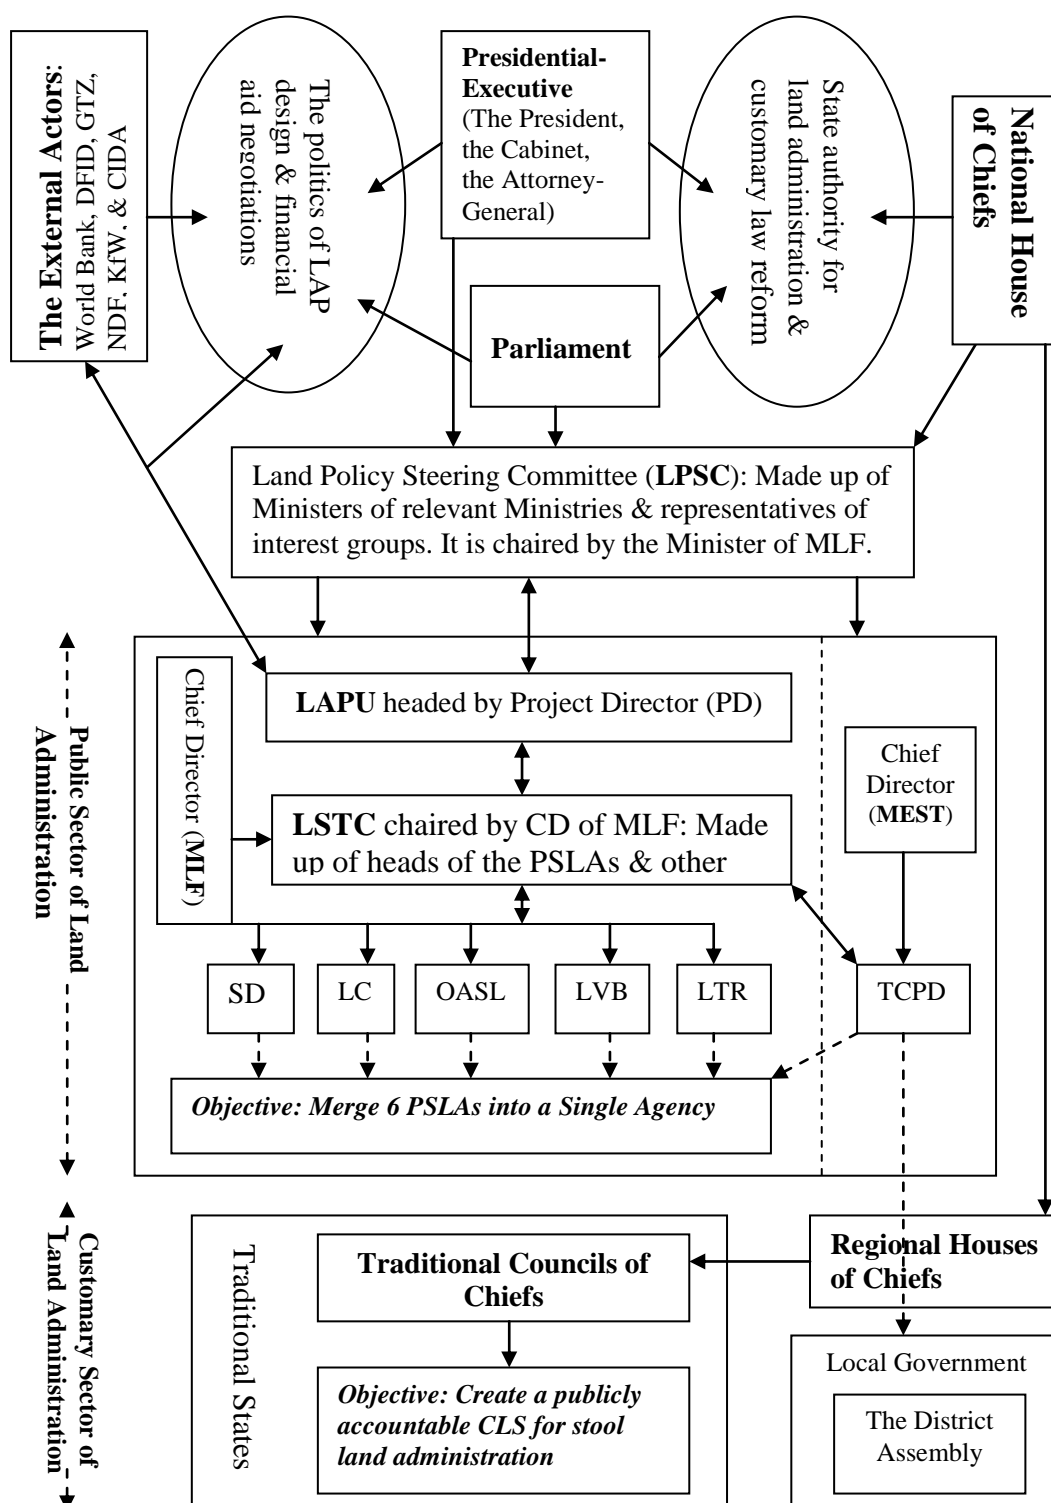 The External Actors:
World Bank, DFID, GTZ,
NDF, KfW, & CIDA
The politics of LAP
design & financial
aid negotiations
Presidential-
Executive
(The President,
the Cabinet,
the Attorney-
General)
State authority for
land administration &
customary law reform
National House
of Chiefs
Parliament
Land Policy Steering Committee (LPSC): Made up of
Ministers of relevant Ministries & representatives of
interest groups. It is chaired by the Minister of MLF.
Public Sector of Land
Administration
Chief Director (MLF)
LAPU headed by Project Director (PD)
LSTC chaired by CD of MLF: Made
up of heads of the PSLAs & other
Chief
Director
(MEST)
SD
LC
OASL
LVB
LTR
TCPD
Objective: Merge 6 PSLAs into a Single Agency
Customary Sector of
Land Administration
Traditional States
Traditional Councils of
Chiefs
Objective: Create a publicly
accountable CLS for stool
land administration
Regional Houses
of Chiefs
Local Government
The District
Assembly